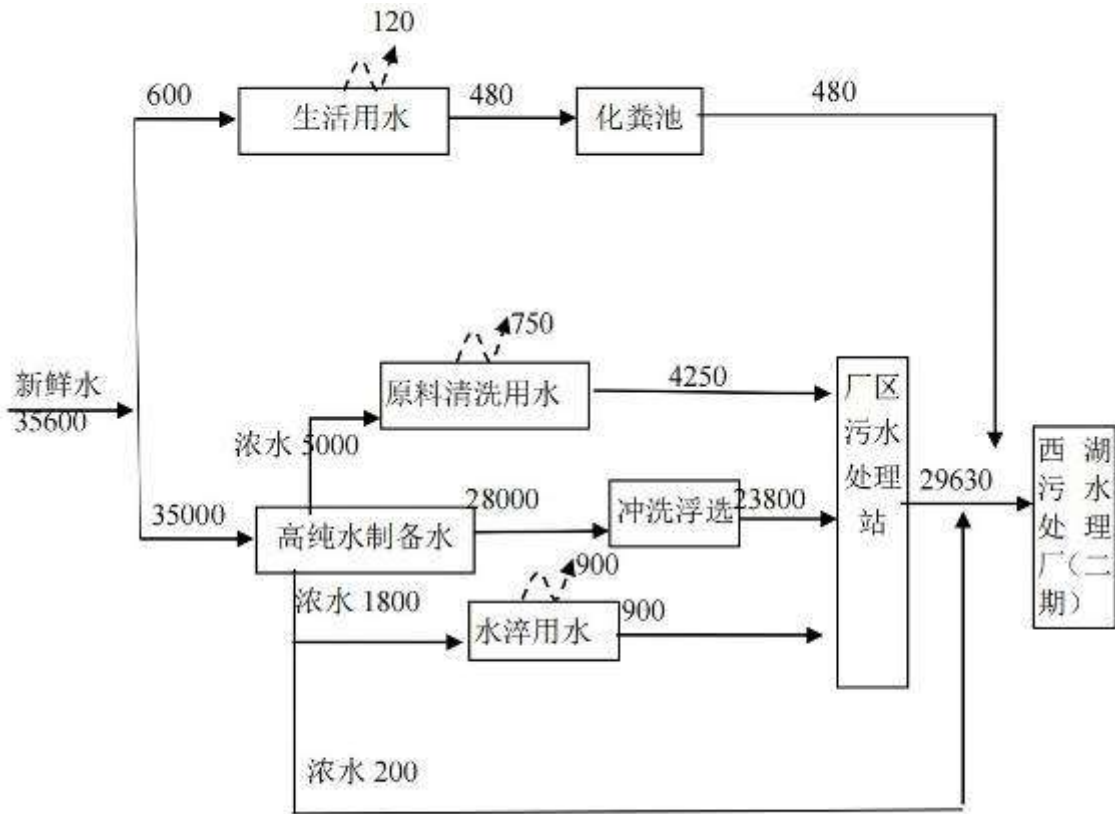 120
600
生活用水
480
化粪池
480
750
新鲜水
35600
原料清洗用水
4250
浓水 5000
厂区污水处理站
35000
高纯水制备水
28000
冲洗浮选
23800
29630
西湖污水处理厂(二期)
浓水 1800
900
水淬用水
900
浓水 200